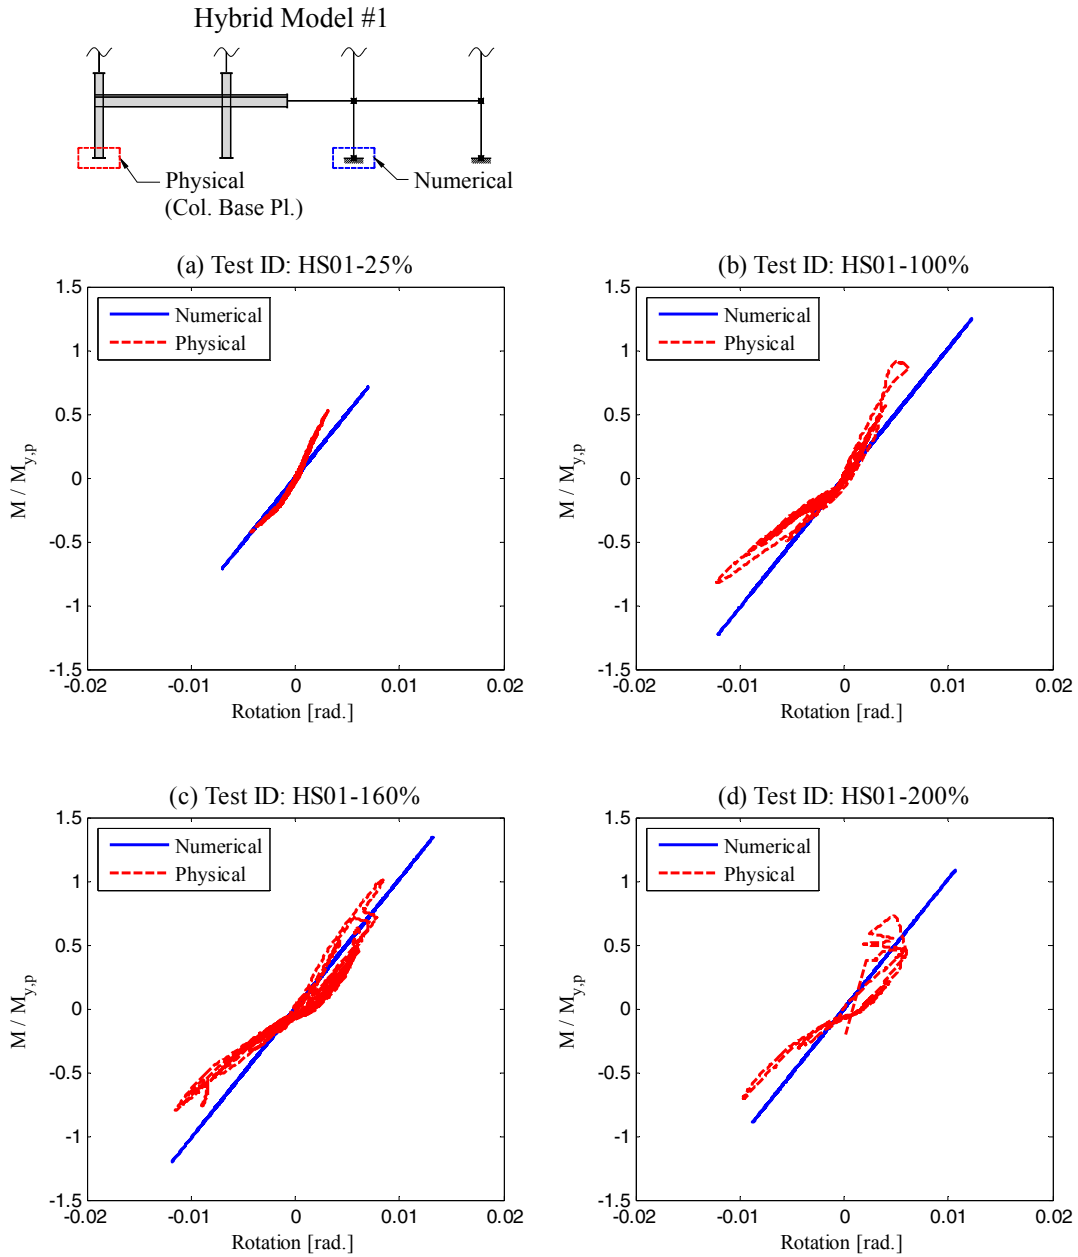 Hybrid Model #1
Physical
(Col. Base Pl.)
Numerical
(a) Test ID: HS01-25%
1.5
1
0.5
0
-0.5
-1
-1.5
-0.02
-0.01
0
0.01
0.02
M / My,p
Rotation [rad.]
Numerical
Physical
(b) Test ID: HS01-100%
1.5
1
0.5
0
-0.5
-1
-1.5
-0.02
-0.01
0
0.01
0.02
M / My,p
Rotation [rad.]
Numerical
Physical
(c) Test ID: HS01-160%
1.5
1
0.5
0
-0.5
-1
-1.5
-0.02
-0.01
0
0.01
0.02
M / My,p
Rotation [rad.]
Numerical
Physical
(d) Test ID: HS01-200%
1.5
1
0.5
0
-0.5
-1
-1.5
-0.02
-0.01
0
0.01
0.02
M / My,p
Rotation [rad.]
Numerical
Physical